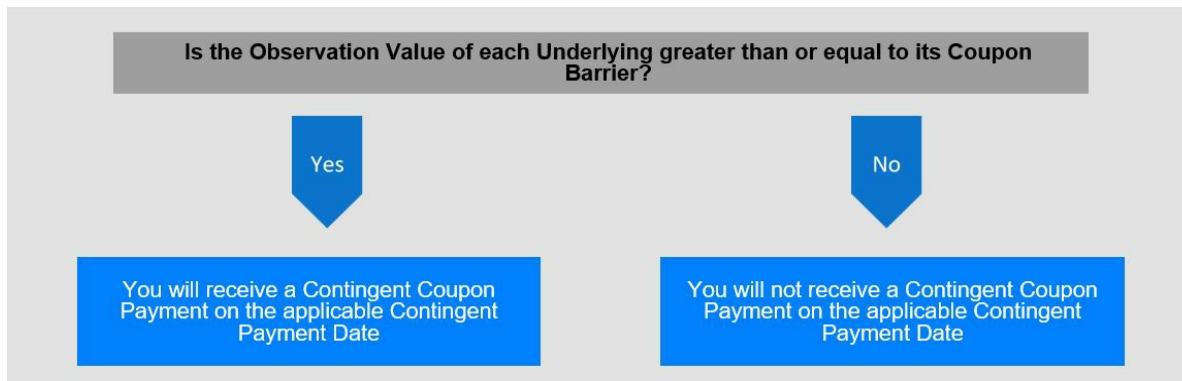 Is the Observation Value of each Underlying greater than or equal to its Coupon
Barrier?
Yes
No
You will receive a Contingent Coupon
Payment on the applicable Contingent
Payment Date
You will not receive a Contingent Coupon
Payment on the applicable Contingent
Payment Date